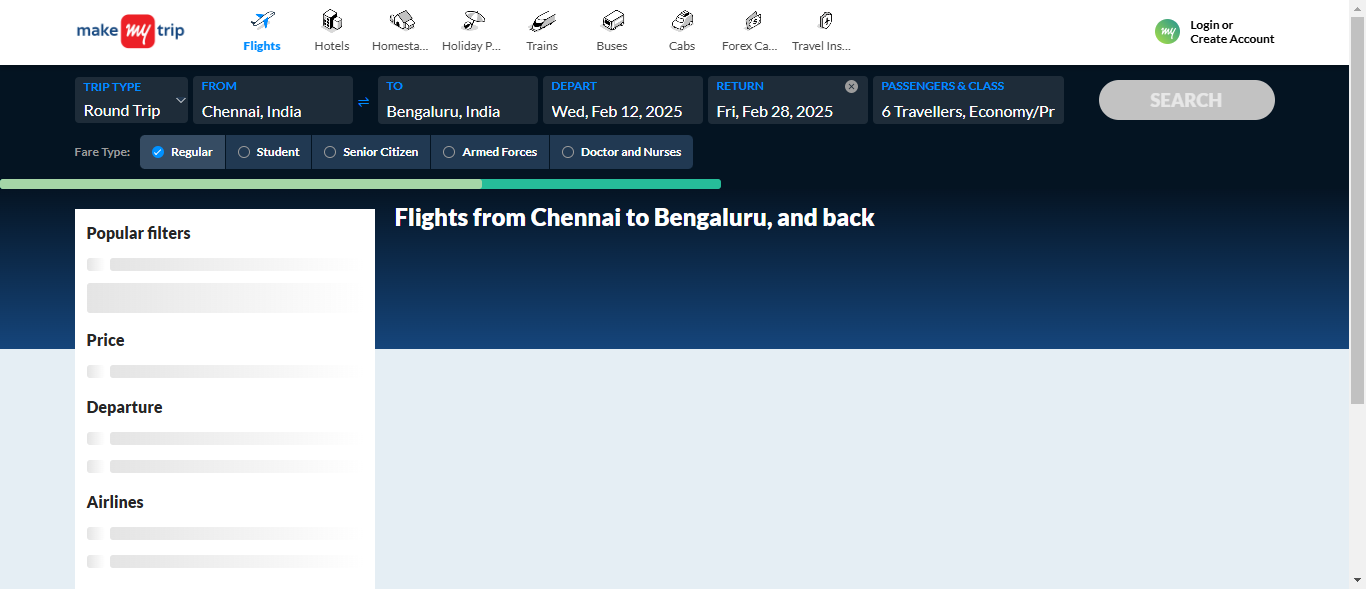 make my trip
Flights
Hotels
Homesta...
Holiday P...
Trains
Buses
Cabs
Forex Ca...
Travel Ins...
my
Login or
Create Account
TRIP TYPE
Round Trip
FROM
Chennai, India
TO
Bengaluru, India
DEPART
Wed, Feb 12, 2025
RETURN
Fri, Feb 28, 2025
PASSENGERS & CLASS
6 Travellers, Economy/Pr
SEARCH
Fare Type:
Regular
Student
Senior Citizen
Armed Forces
Doctor and Nurses
Flights from Chennai to Bengaluru, and back
Popular filters
Price
Departure
Airlines